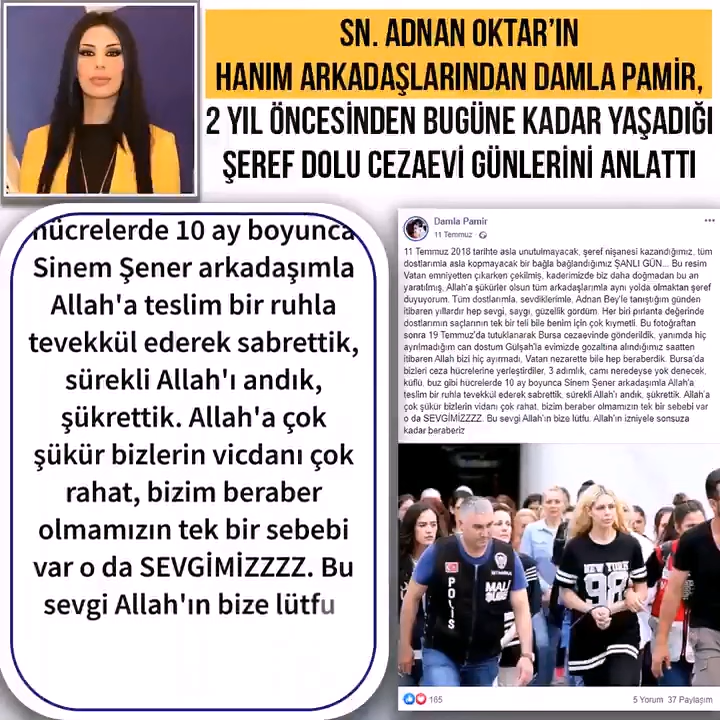 SN. ADNAN OKTAR'IN
HANIM ARKADAŞLARINDAN DAMLA PAMİR,
2 YIL ÖNCESİNDEN BUGÜNE KADAR YAŞADIĞI
ŞEREF DOLU CEZAEVİ GÜNLERİNİ ANLATTI
hücrelerde 10 ay boyunca
Sinem Şener arkadaşımla
Allah'a teslim bir ruhla
tevekkül ederek sabrettik,
sürekli Allah'ı andık,
şükrettik. Allah'a çok
şükür bizlerin vicdanı çok
rahat, bizim beraber
olmamızın tek bir sebebi
var o da SEVGİMİZZZZ. Bu
sevgi Allah'ın bize lütfu
Damla Pamir
11 Temmuz
11 Temmuz 2018 tarihte asla unutulmayacak, şeref nişanesi kazandığımız, tüm
dostlarımla asla kopmayacak bir bağla bağlandığımız ŞANLI GÜN... Bu resim
Vatan emniyetten çıkarken çekilmiş, kaderimizde biz daha doğmadan bu an
yaratılmış, Allah'a şükürler olsun tüm arkadaşlarımla aynı yolda olmaktan şeref
duyuyorum. Tüm dostlarımla, sevdiklerimle, Adnan Bey'le tanıştığım günden
itibaren yıllardır hep sevgi, saygı, güzellik gördüm. Her biri pırlanta değerinde
dostlarımın saçlarının tek bir teli bile benim için çok kıymetli. Bu fotoğraftan
sonra 19 Temmuz'da tutuklanarak Bursa cezaevinde gönderildik, yanımda hiç
ayrılmadığım can dostum Gülşah'la evimizde gözaltına alındığımız saatten
itibaren Allah bizi hiç ayırmadı, Vatan nezarette bile hep beraberdik. Bursa'da
bizleri ceza hücrelerine yerleştirdiler, 3 adımlık, camı neredeyse yok denecek,
küflü, buz gibi hücrelerde 10 ay boyunca Sinem Şener arkadaşımla Allah'a
teslim bir ruhla tevekkül ederek sabrettik, sürekli Allah'ı andık, şükrettik. Allah'a
çok şükür bizlerin vidanı çok rahat, bizim beraber olmamızın tek bir sebebi var
o da SEVGİMİZZZZ. Bu sevgi Allah'ın bize lütfu. Allah'ın izniyle sonsuza
kadar beraberiz
POLİS
İSTANBUL
MALİ
ŞUBE
NEW YORK
98
165
5 Yorum 37 Paylaşım